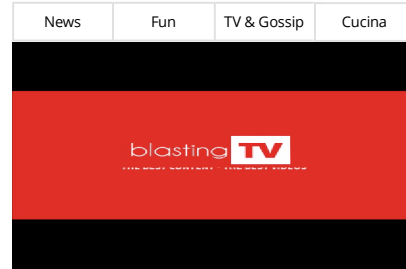 News Fun TV & Gossip Cucina
blasting TV
THE BEST CONTENT - THE BEST VIDEOS